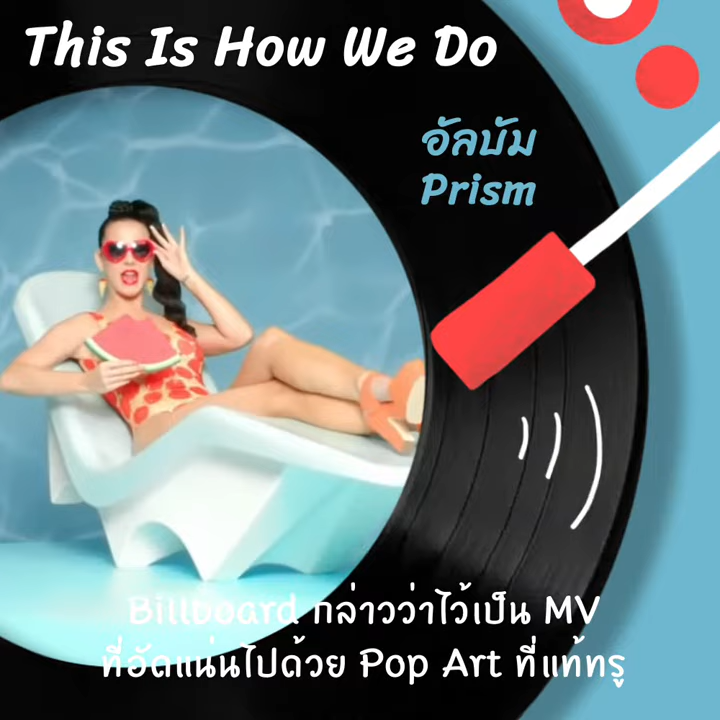 This Is How We Do
อัลบัม
Prism
Billboard กล่าวว่าไว้เป็น MV
ที่อัดแน่นไปด้วย Pop Art ที่แท้ทรู